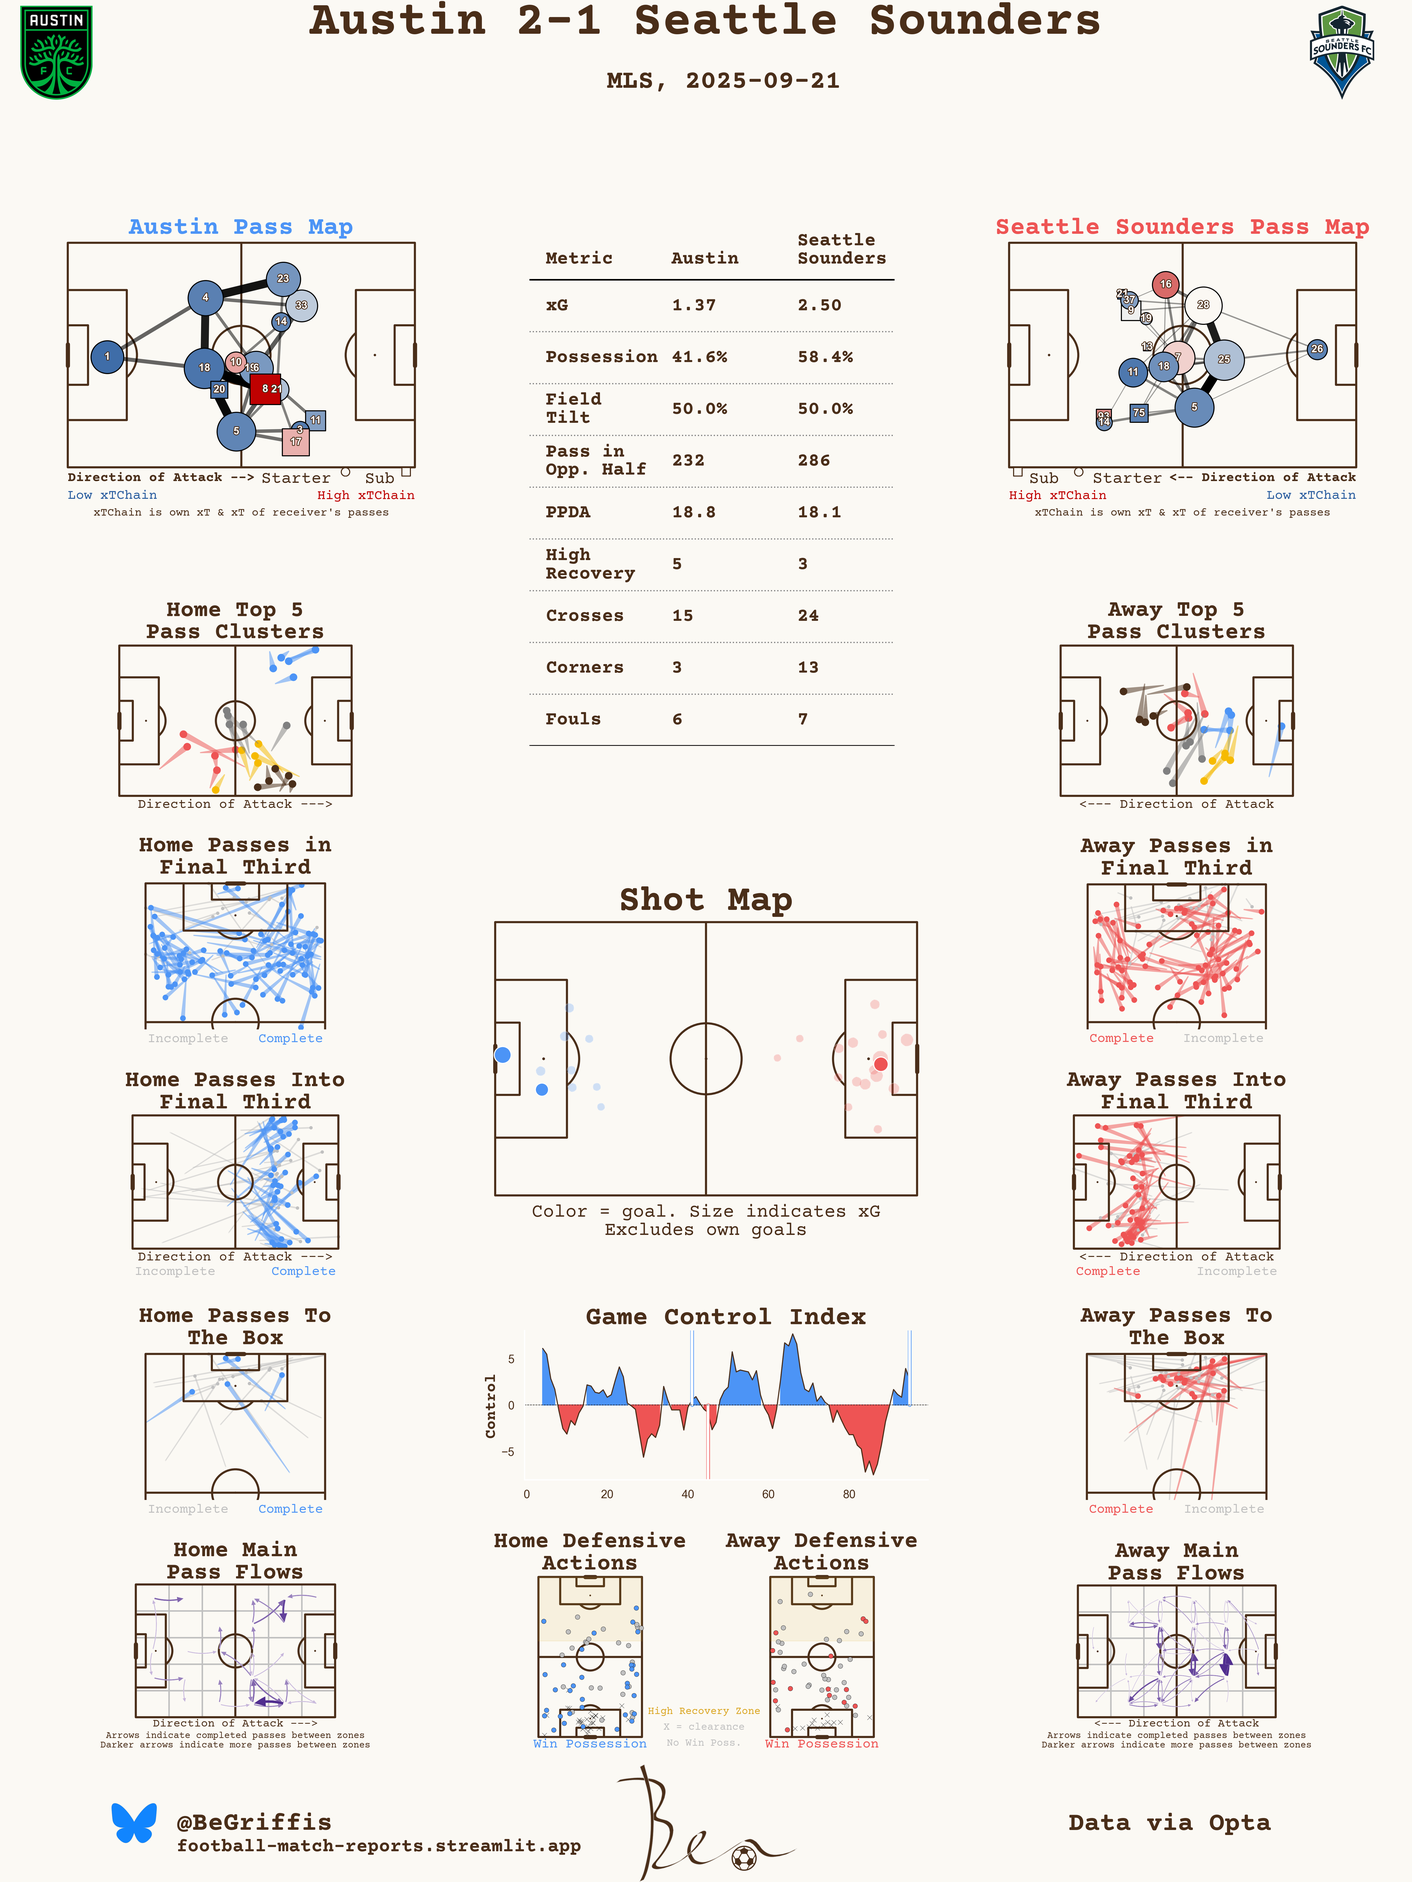 Austin 2-1 Seattle Sounders
MLS, 2025-09-21
AUSTIN
F C
SEATTLE
SOUNDERS FC
Austin Pass Map
1
4
18
23
33
14
10
6
20
8
21
5
11
3
17
Direction of Attack --> Starter Sub
Low xTChain High xTChain
xTChain is own xT & xT of receiver's passes
Metric Austin Seattle Sounders
xG 1.37 2.50
Possession 41.6% 58.4%
Field Tilt 50.0% 50.0%
Pass in Opp. Half 232 286
PPDA 18.8 18.1
High Recovery 5 3
Crosses 15 24
Corners 3 13
Fouls 6 7
Seattle Sounders Pass Map
16
21
37
9
19
28
13
7
18
11
25
26
5
75
93
14
Sub Starter <-- Direction of Attack
High xTChain Low xTChain
xTChain is own xT & xT of receiver's passes
Home Top 5
Pass Clusters
Direction of Attack --->
Away Top 5
Pass Clusters
<--- Direction of Attack
Home Passes in
Final Third
Incomplete Complete
Away Passes in
Final Third
Complete Incomplete
Shot Map
Color = goal. Size indicates xG
Excludes own goals
Home Passes Into
Final Third
Direction of Attack --->
Incomplete Complete
Away Passes Into
Final Third
<--- Direction of Attack
Complete Incomplete
Home Passes To
The Box
Incomplete Complete
Game Control Index
Control
5
0
−5
0 20 40 60 80
Away Passes To
The Box
Complete Incomplete
Home Main
Pass Flows
Direction of Attack --->
Arrows indicate completed passes between zones
Darker arrows indicate more passes between zones
Home Defensive
Actions
Win Possession
Away Defensive
Actions
Win Possession
High Recovery Zone
X = clearance
No Win Poss.
Away Main
Pass Flows
<--- Direction of Attack
Arrows indicate completed passes between zones
Darker arrows indicate more passes between zones
@BeGriffis
football-match-reports.streamlit.app
Ben
Data via Opta